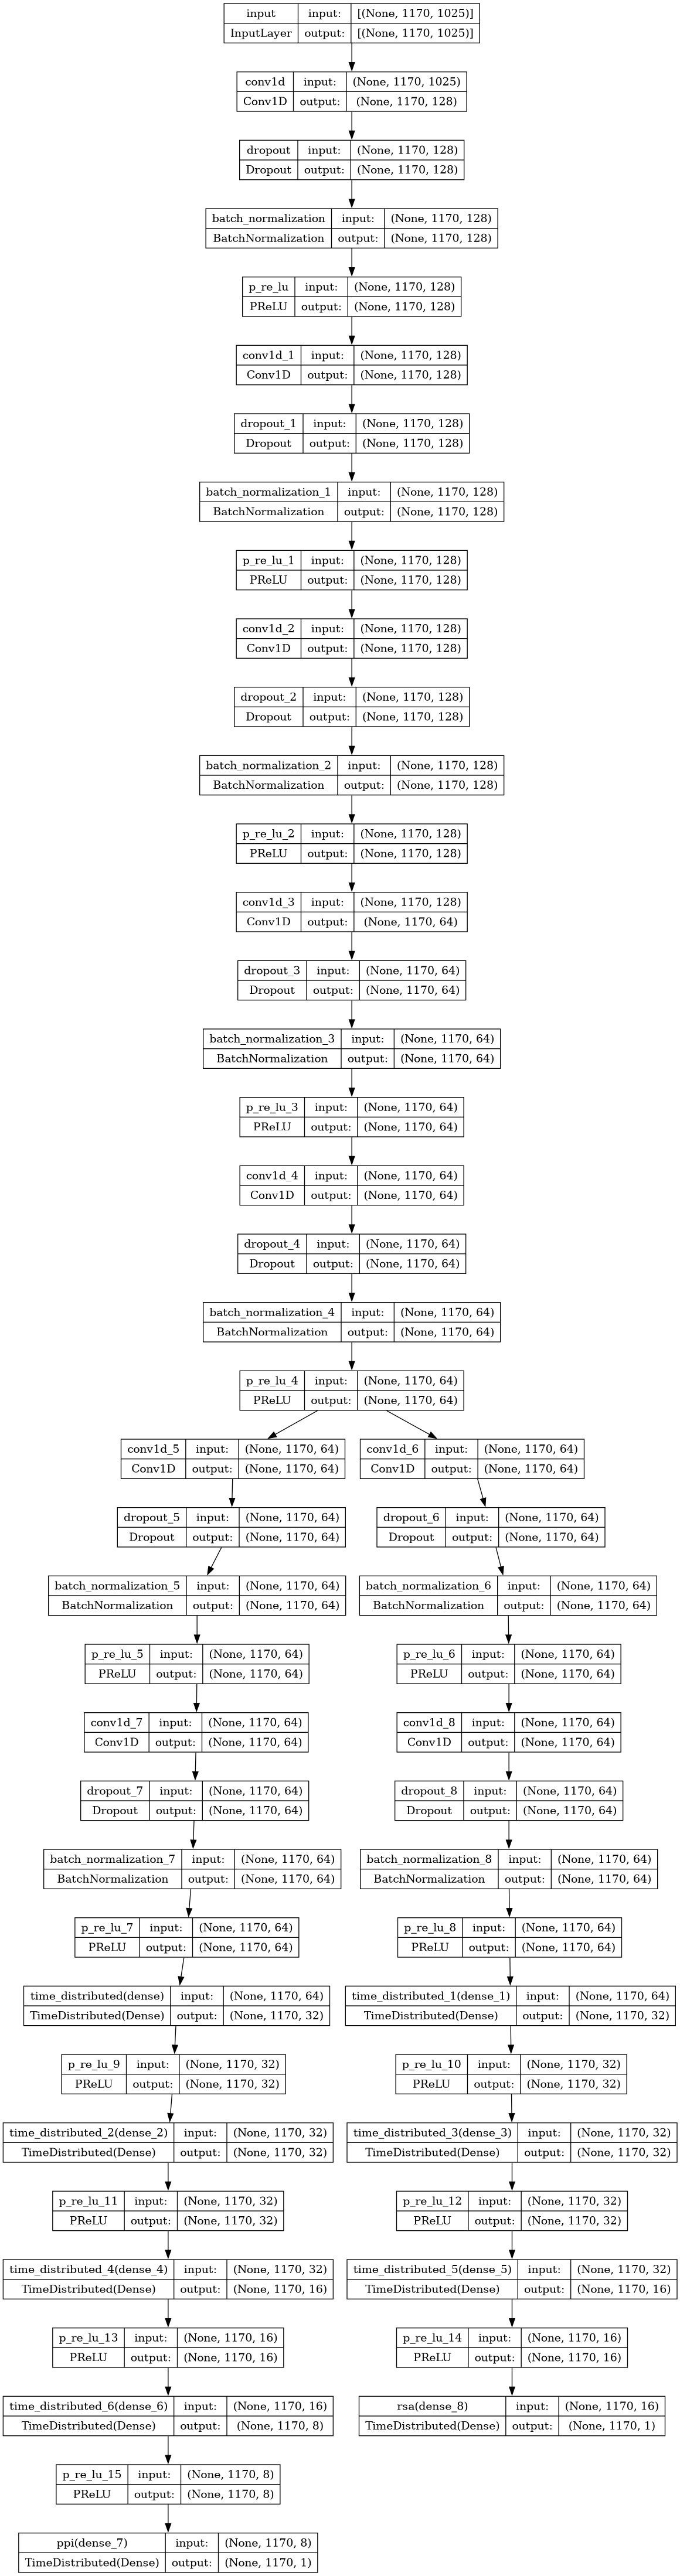 input input: [(None, 1170, 1025)]
InputLayer output: [(None, 1170, 1025)]
conv1d input: (None, 1170, 1025)
Conv1D output: (None, 1170, 128)
dropout input: (None, 1170, 128)
Dropout output: (None, 1170, 128)
batch_normalization input: (None, 1170, 128)
BatchNormalization output: (None, 1170, 128)
p_re_lu input: (None, 1170, 128)
PReLU output: (None, 1170, 128)
conv1d_1 input: (None, 1170, 128)
Conv1D output: (None, 1170, 128)
dropout_1 input: (None, 1170, 128)
Dropout output: (None, 1170, 128)
batch_normalization_1 input: (None, 1170, 128)
BatchNormalization output: (None, 1170, 128)
p_re_lu_1 input: (None, 1170, 128)
PReLU output: (None, 1170, 128)
conv1d_2 input: (None, 1170, 128)
Conv1D output: (None, 1170, 128)
dropout_2 input: (None, 1170, 128)
Dropout output: (None, 1170, 128)
batch_normalization_2 input: (None, 1170, 128)
BatchNormalization output: (None, 1170, 128)
p_re_lu_2 input: (None, 1170, 128)
PReLU output: (None, 1170, 128)
conv1d_3 input: (None, 1170, 128)
Conv1D output: (None, 1170, 64)
dropout_3 input: (None, 1170, 64)
Dropout output: (None, 1170, 64)
batch_normalization_3 input: (None, 1170, 64)
BatchNormalization output: (None, 1170, 64)
p_re_lu_3 input: (None, 1170, 64)
PReLU output: (None, 1170, 64)
conv1d_4 input: (None, 1170, 64)
Conv1D output: (None, 1170, 64)
dropout_4 input: (None, 1170, 64)
Dropout output: (None, 1170, 64)
batch_normalization_4 input: (None, 1170, 64)
BatchNormalization output: (None, 1170, 64)
p_re_lu_4 input: (None, 1170, 64)
PReLU output: (None, 1170, 64)
conv1d_5 input: (None, 1170, 64) conv1d_6 input: (None, 1170, 64)
Conv1D output: (None, 1170, 64) Conv1D output: (None, 1170, 64)
dropout_5 input: (None, 1170, 64) dropout_6 input: (None, 1170, 64)
Dropout output: (None, 1170, 64) Dropout output: (None, 1170, 64)
batch_normalization_5 input: (None, 1170, 64) batch_normalization_6 input: (None, 1170, 64)
BatchNormalization output: (None, 1170, 64) BatchNormalization output: (None, 1170, 64)
p_re_lu_5 input: (None, 1170, 64) p_re_lu_6 input: (None, 1170, 64)
PReLU output: (None, 1170, 64) PReLU output: (None, 1170, 64)
conv1d_7 input: (None, 1170, 64) conv1d_8 input: (None, 1170, 64)
Conv1D output: (None, 1170, 64) Conv1D output: (None, 1170, 64)
dropout_7 input: (None, 1170, 64) dropout_8 input: (None, 1170, 64)
Dropout output: (None, 1170, 64) Dropout output: (None, 1170, 64)
batch_normalization_7 input: (None, 1170, 64) batch_normalization_8 input: (None, 1170, 64)
BatchNormalization output: (None, 1170, 64) BatchNormalization output: (None, 1170, 64)
p_re_lu_7 input: (None, 1170, 64) p_re_lu_8 input: (None, 1170, 64)
PReLU output: (None, 1170, 64) PReLU output: (None, 1170, 64)
time_distributed(dense) input: (None, 1170, 64) time_distributed_1(dense_1) input: (None, 1170, 64)
TimeDistributed(Dense) output: (None, 1170, 32) TimeDistributed(Dense) output: (None, 1170, 32)
p_re_lu_9 input: (None, 1170, 32) p_re_lu_10 input: (None, 1170, 32)
PReLU output: (None, 1170, 32) PReLU output: (None, 1170, 32)
time_distributed_2(dense_2) input: (None, 1170, 32) time_distributed_3(dense_3) input: (None, 1170, 32)
TimeDistributed(Dense) output: (None, 1170, 32) TimeDistributed(Dense) output: (None, 1170, 32)
p_re_lu_11 input: (None, 1170, 32) p_re_lu_12 input: (None, 1170, 32)
PReLU output: (None, 1170, 32) PReLU output: (None, 1170, 32)
time_distributed_4(dense_4) input: (None, 1170, 32) time_distributed_5(dense_5) input: (None, 1170, 32)
TimeDistributed(Dense) output: (None, 1170, 16) TimeDistributed(Dense) output: (None, 1170, 16)
p_re_lu_13 input: (None, 1170, 16) p_re_lu_14 input: (None, 1170, 16)
PReLU output: (None, 1170, 16) PReLU output: (None, 1170, 16)
time_distributed_6(dense_6) input: (None, 1170, 16) rsa(dense_8) input: (None, 1170, 16)
TimeDistributed(Dense) output: (None, 1170, 8) TimeDistributed(Dense) output: (None, 1170, 1)
p_re_lu_15 input: (None, 1170, 8)
PReLU output: (None, 1170, 8)
ppi(dense_7) input: (None, 1170, 8)
TimeDistributed(Dense) output: (None, 1170, 1)